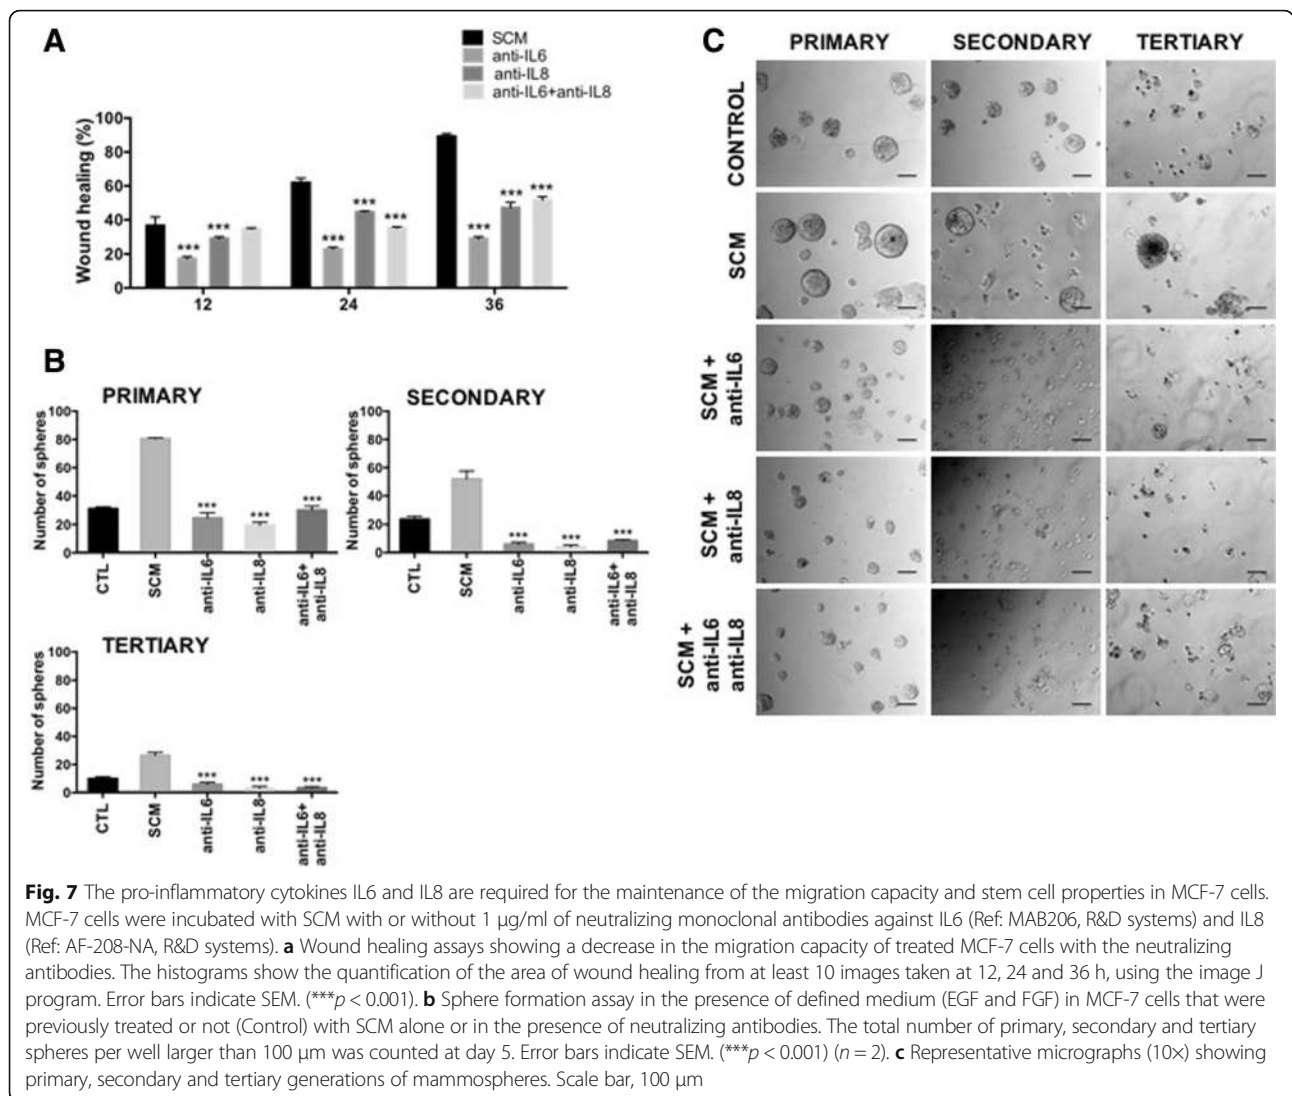 A
SCM
anti-IL6
anti-IL8
anti-IL6+anti-IL8
Wound healing (%)
100
80
60
40
20
0
***
***
***
***
***
***
***
***
12
24
36
B
PRIMARY
Number of spheres
100
80
60
40
20
0
***
***
***
CTL
SCM
anti-IL6
anti-IL8
anti-IL6+
anti-IL8
SECONDARY
Number of spheres
100
80
60
40
20
0
***
***
***
CTL
SCM
anti-IL6
anti-IL8
anti-IL6+
anti-IL8
TERTIARY
Number of spheres
100
80
60
40
20
0
***
***
***
CTL
SCM
anti-IL6
anti-IL8
anti-IL6+
anti-IL8
C
PRIMARY SECONDARY TERTIARY
CONTROL
SCM
SCM +
anti-IL6
SCM +
anti-IL8
SCM +
anti-IL6
anti-IL8
Fig. 7 The pro-inflammatory cytokines IL6 and IL8 are required for the maintenance of the migration capacity and stem cell properties in MCF-7 cells.
MCF-7 cells were incubated with SCM with or without 1 μg/ml of neutralizing monoclonal antibodies against IL6 (Ref: MAB206, R&D systems) and IL8
(Ref: AF-208-NA, R&D systems). a Wound healing assays showing a decrease in the migration capacity of treated MCF-7 cells with the neutralizing
antibodies. The histograms show the quantification of the area of wound healing from at least 10 images taken at 12, 24 and 36 h, using the image J
program. Error bars indicate SEM. (***p < 0.001). b Sphere formation assay in the presence of defined medium (EGF and FGF) in MCF-7 cells that were
previously treated or not (Control) with SCM alone or in the presence of neutralizing antibodies. The total number of primary, secondary and tertiary
spheres per well larger than 100 μm was counted at day 5. Error bars indicate SEM. (***p < 0.001) (n = 2). c Representative micrographs (10×) showing
primary, secondary and tertiary generations of mammospheres. Scale bar, 100 μm